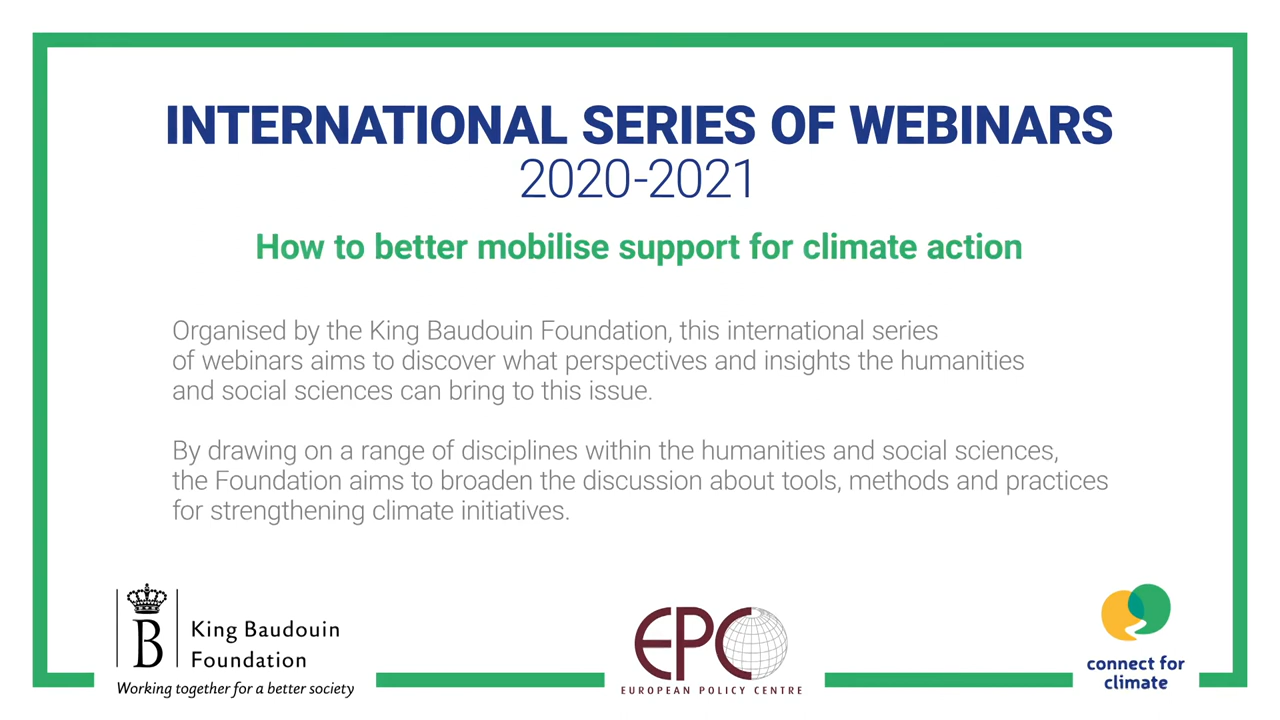 INTERNATIONAL SERIES OF WEBINARS
2020-2021
How to better mobilise support for climate action
Organised by the King Baudouin Foundation, this international series
of webinars aims to discover what perspectives and insights the humanities
and social sciences can bring to this issue.
By drawing on a range of disciplines within the humanities and social sciences,
the Foundation aims to broaden the discussion about tools, methods and practices
for strengthening climate initiatives.
B
King Baudouin
Foundation
Working together for a better society
EPC
EUROPEAN POLICY CENTRE
connect for
climate